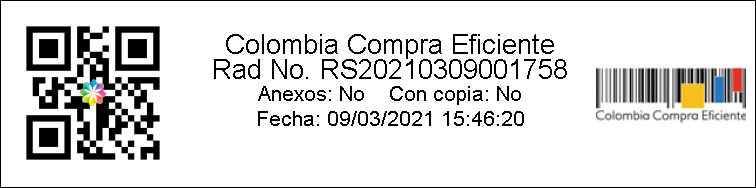 Colombia Compra Eficiente
Rad No. RS20210309001758
Anexos: No Con copia: No
Fecha: 09/03/2021 15:46:20
Colombia Compra Eficiente